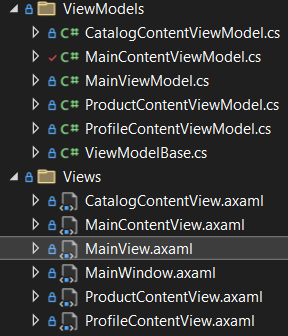 ViewModels
C# CatalogContentViewModel.cs
C# MainContentViewModel.cs
C# MainViewModel.cs
C# ProductContentViewModel.cs
C# ProfileContentViewModel.cs
C# ViewModelBase.cs
Views
CatalogContentView.axaml
MainContentView.axaml
MainView.axaml
MainWindow.axaml
ProductContentView.axaml
ProfileContentView.axaml